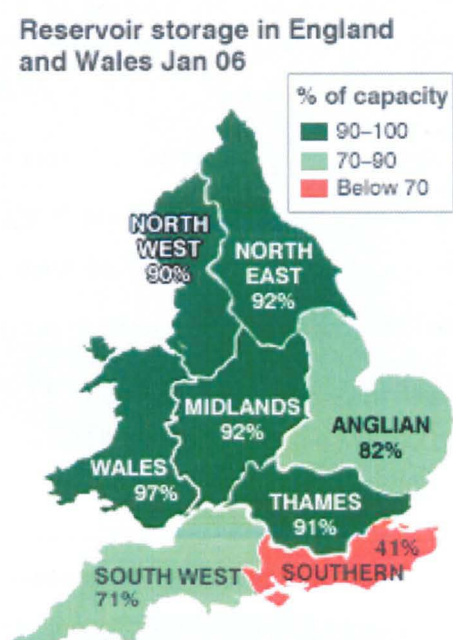 Reservoir storage in England
and Wales Jan 06
% of capacity
90–100
70–90
Below 70
NORTH
WEST
90%
NORTH
EAST
92%
MIDLANDS
92%
ANGLIAN
82%
WALES
97%
THAMES
91%
41%
SOUTHERN
SOUTH WEST
71%